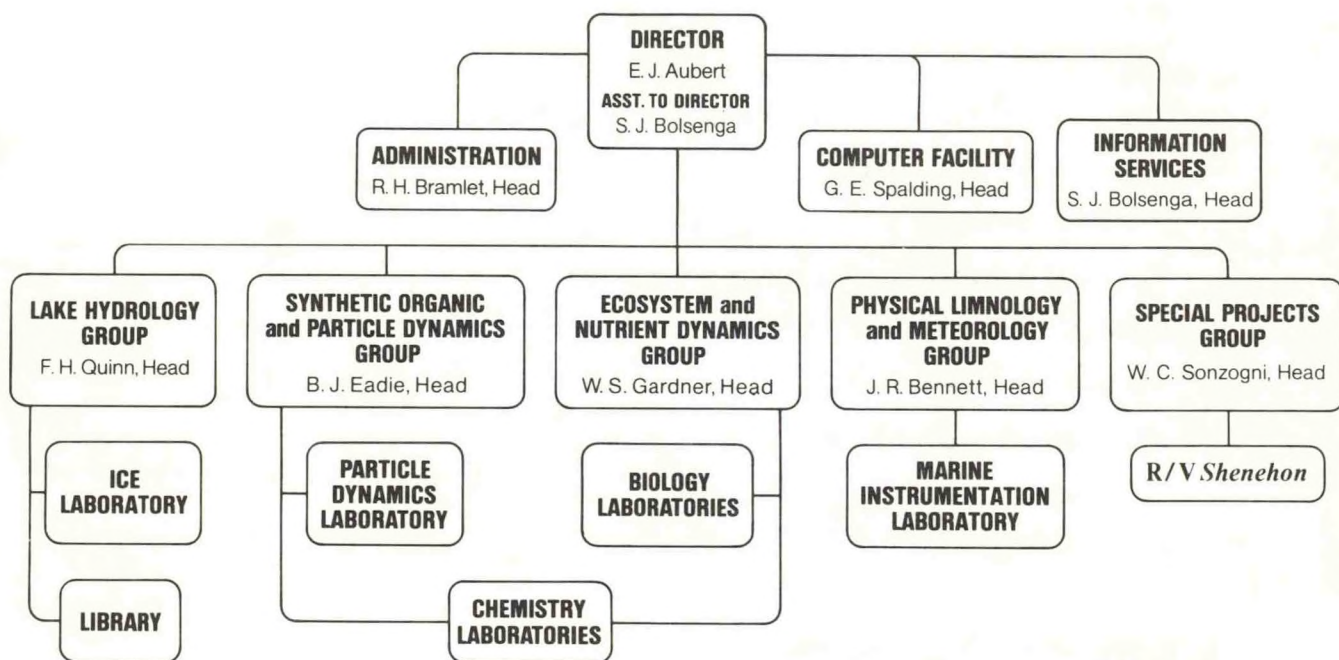 DIRECTOR
E. J. Aubert
ASST. TO DIRECTOR
S. J. Bolsenga
ADMINISTRATION
R. H. Bramlet, Head
COMPUTER FACILITY
G. E. Spalding, Head
INFORMATION
SERVICES
S. J. Bolsenga, Head
LAKE HYDROLOGY
GROUP
F. H. Quinn, Head
SYNTHETIC ORGANIC
and PARTICLE DYNAMICS
GROUP
B. J. Eadie, Head
ECOSYSTEM and
NUTRIENT DYNAMICS
GROUP
W. S. Gardner, Head
PHYSICAL LIMNOLOGY
and METEOROLOGY
GROUP
J. R. Bennett, Head
SPECIAL PROJECTS
GROUP
W. C. Sonzogni, Head
ICE
LABORATORY
PARTICLE
DYNAMICS
LABORATORY
BIOLOGY
LABORATORIES
MARINE
INSTRUMENTATION
LABORATORY
R/V Shenehon
LIBRARY
CHEMISTRY
LABORATORIES